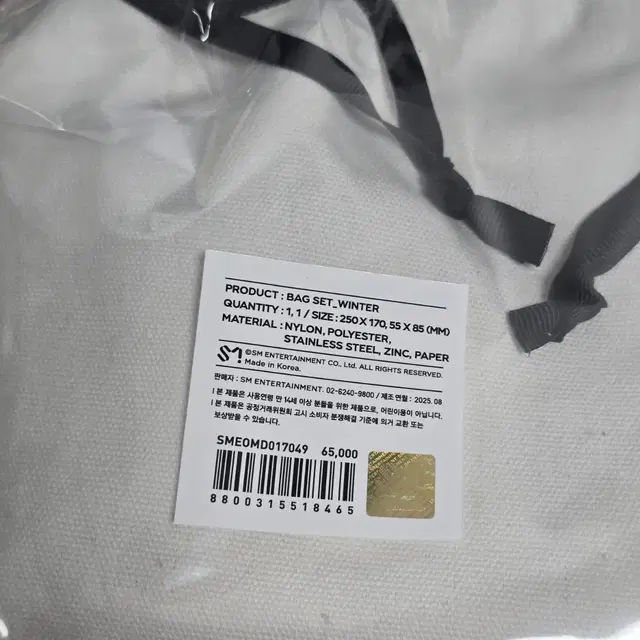 PRODUCT : BAG SET_WINTER
QUANTITY : 1, 1 / SIZE : 250 X 170, 55 X 85 (MM)
MATERIAL : NYLON, POLYESTER,
STAINLESS STEEL, ZINC, PAPER
SM ©SM ENTERTAINMENT CO., Ltd. ALL RIGHTS RESERVED.
Made in Korea.
판매자 : SM ENTERTAINMENT. 02-6240-9800 / 제조 연월 : 2025. 08
ㅣ본 제품은 사용연령 만 14세 이상 분들을 위한 제품으로, 어린이용이 아닙니다.
ㅣ본 제품은 공정거래위원회 고시 소비자 분쟁해결 기준에 의거 교환 또는
보상받을 수 있습니다.
SMEOMD017049 65,000
8800315518465